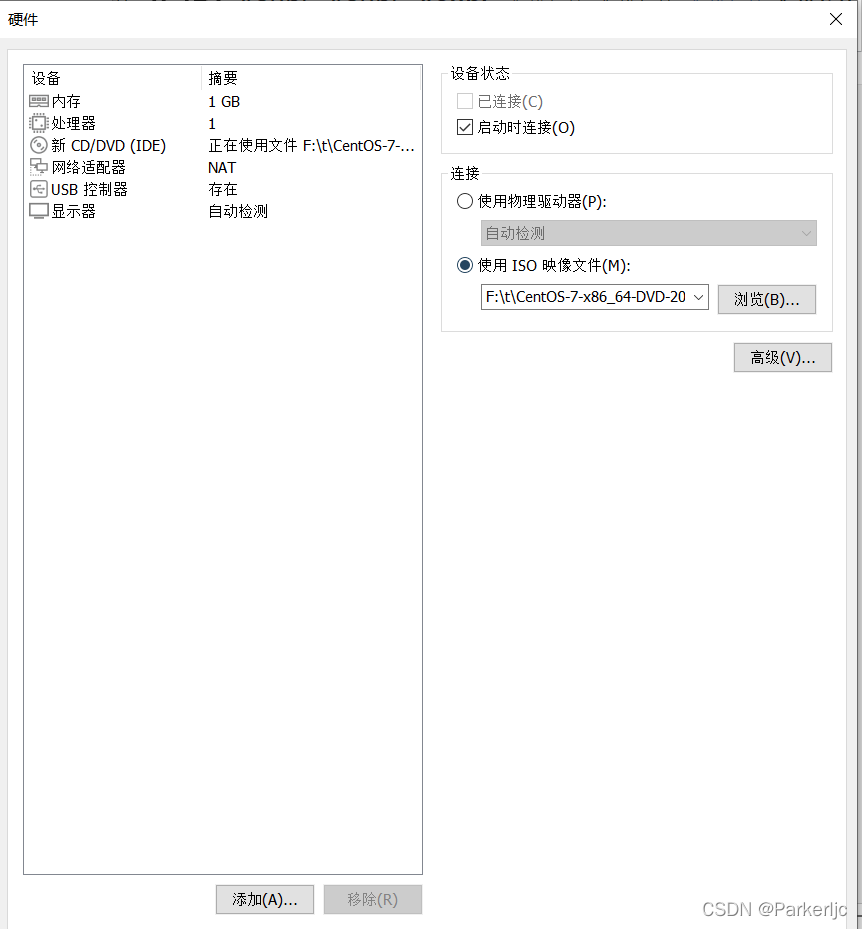 硬件
设备 摘要
内存 1 GB
处理器 1
新 CD/DVD (IDE) 正在使用文件 F:\t\CentOS-7-...
网络适配器 NAT
USB 控制器 存在
显示器 自动检测
添加(A)... 移除(R)
设备状态
已连接(C)
启动时连接(O)
连接
使用物理驱动器(P):
自动检测
使用 ISO 映像文件(M):
F:\t\CentOS-7-x86_64-DVD-20 浏览(B)...
高级(V)...
CSDN @Parkerljc